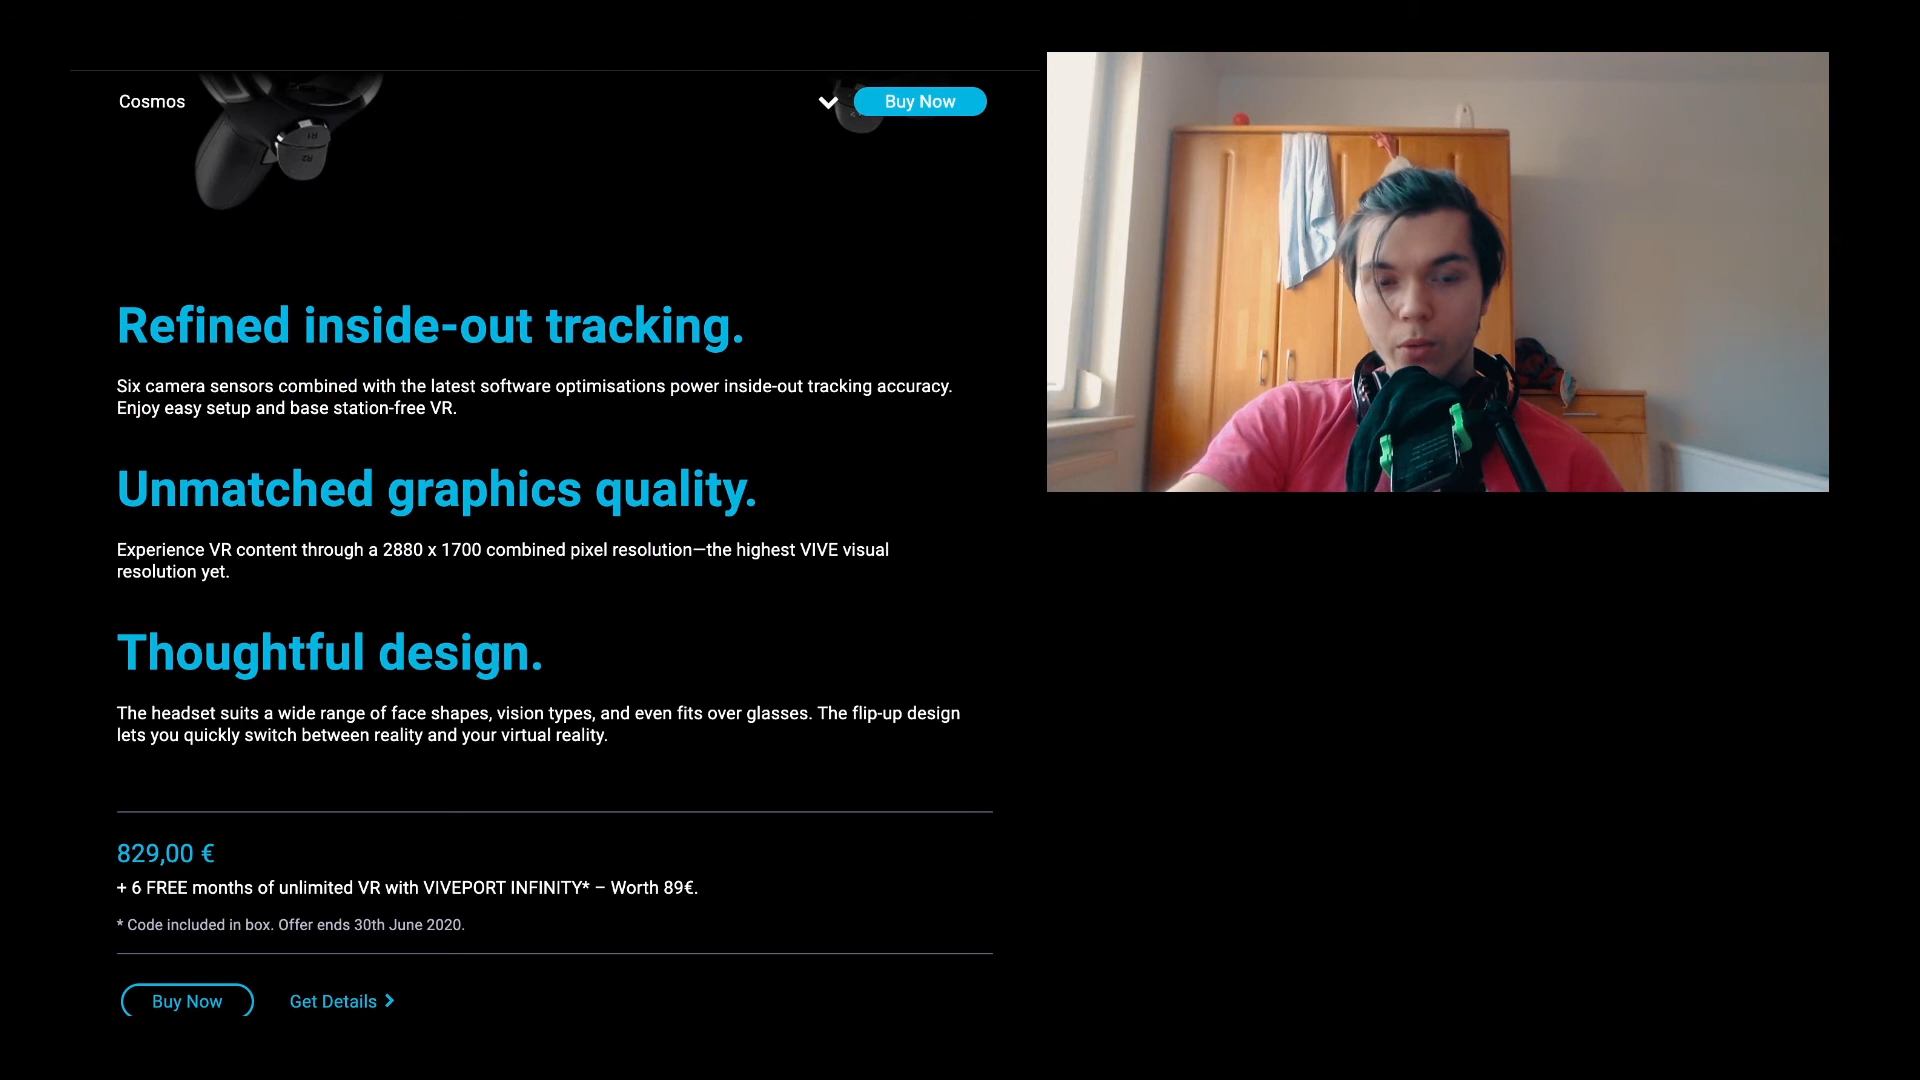 Cosmos
Buy Now
Refined inside-out tracking.
Six camera sensors combined with the latest software optimisations power inside-out tracking accuracy.
Enjoy easy setup and base station-free VR.
Unmatched graphics quality.
Experience VR content through a 2880 x 1700 combined pixel resolution—the highest VIVE visual
resolution yet.
Thoughtful design.
The headset suits a wide range of face shapes, vision types, and even fits over glasses. The flip-up design
lets you quickly switch between reality and your virtual reality.
829,00 €
+ 6 FREE months of unlimited VR with VIVEPORT INFINITY* – Worth 89€.
* Code included in box. Offer ends 30th June 2020.
Buy Now
Get Details